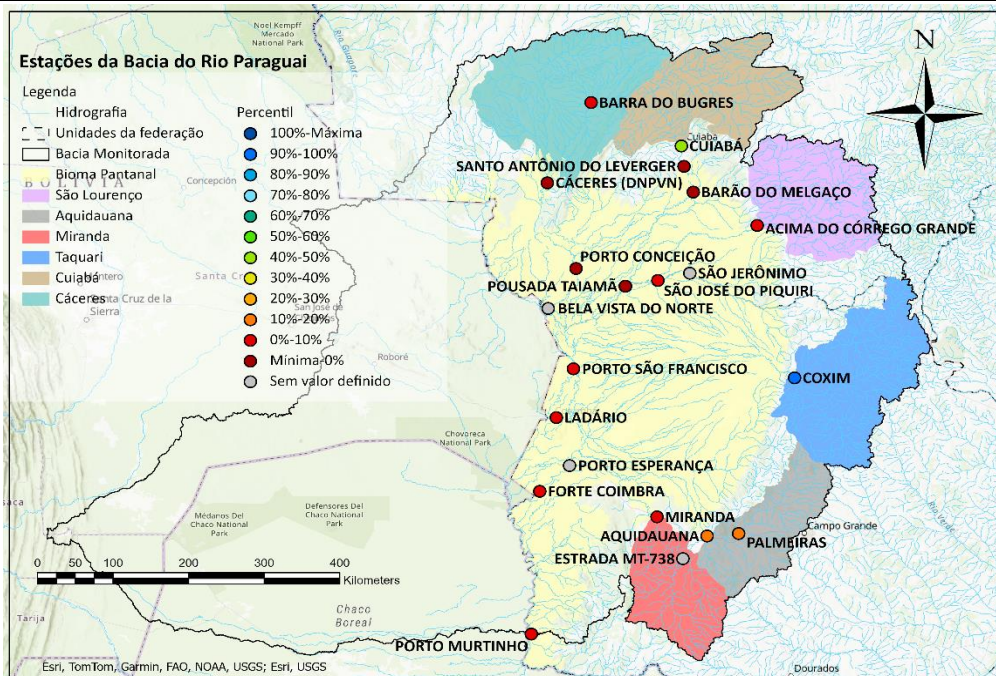 Noel Kempff
Mercado
National Park
Rio Guaporé
N
Estações da Bacia do Rio Paraguai
Legenda
Hidrografia
Unidades da federação
Bacia Monitorada
Bioma Pantanal
São Lourenço
Aquidauana
Miranda
Taquari
Cuiabá
Cáceres
Percentil
100%-Máxima
90%-100%
80%-90%
70%-80%
60%-70%
50%-60%
40%-50%
30%-40%
20%-30%
10%-20%
0%-10%
Mínima-0%
Sem valor definido
BOLIVIA
Concepción
Santa Cruz de la
Sierra
San José de
Roboré
BARRA DO BUGRES
Cuiabá
CUIABÁ
SANTO ANTÔNIO DO LEVERGER
CÁCERES (DNPVN)
BARÃO DO MELGAÇO
ACIMA DO CÓRREGO GRANDE
PORTO CONCEIÇÃO
SÃO JERÔNIMO
POUSADA TAIAMÃ
SÃO JOSÉ DO PIQUIRI
BELA VISTA DO NORTE
PORTO SÃO FRANCISCO
COXIM
LADÁRIO
Chovoreca
National Park
PORTO ESPERANÇA
FORTE COIMBRA
Médanos Del
Chaco National
Park
Defensores Del
Chaco National
Park
MIRANDA
Rio Verde
Campo Grande
AQUIDAUANA
PALMEIRAS
ESTRADA MT-738
0 50 100 200 300 400
Kilometers
Chaco
Boreal
Tarija
PORTO MURTINHO
Dourados
Esri, TomTom, Garmin, FAO, NOAA, USGS; Esri, USGS